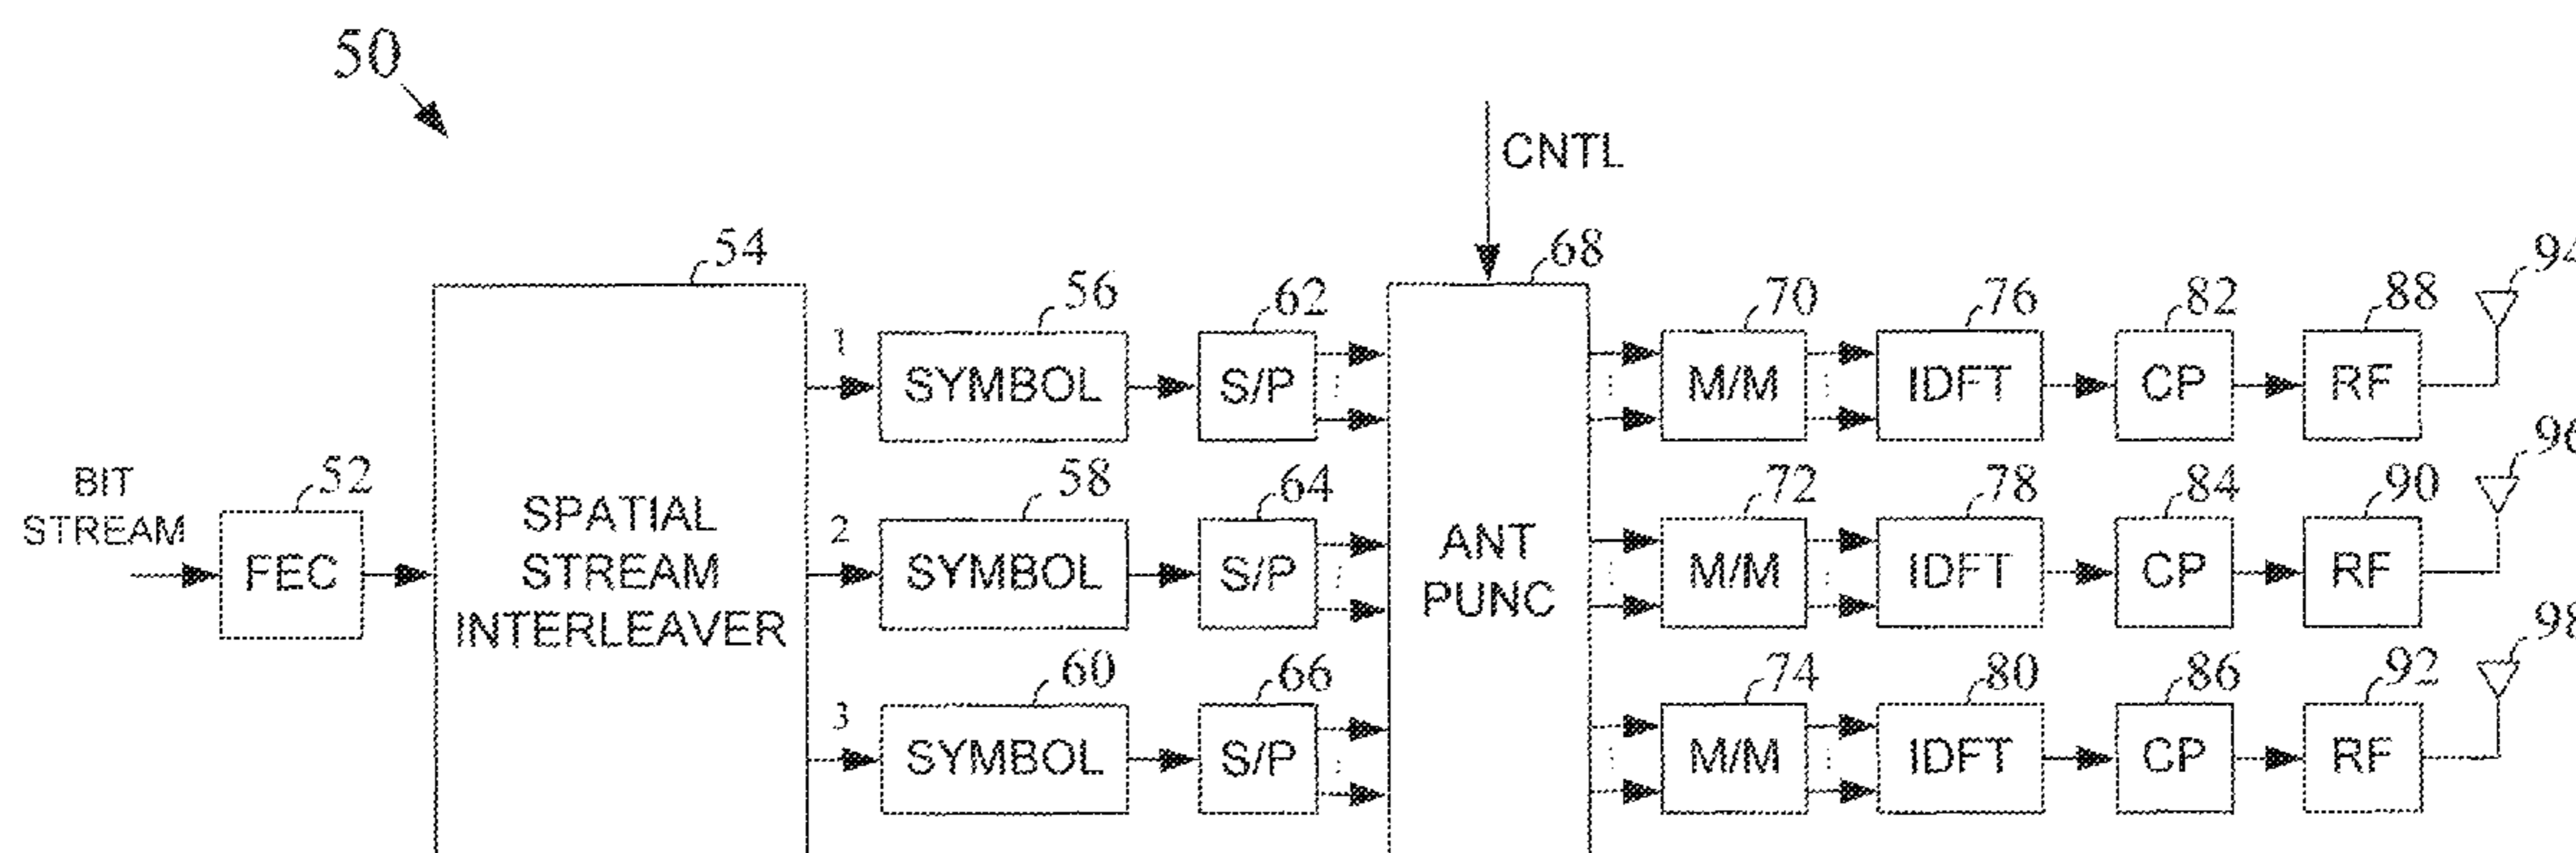 50
CNTL
54
68
56
62
70
76
82
88
94
1
SYMBOL
S/P
M/M
IDFT
CP
RF
BIT
STREAM
52
FEC
SPATIAL
STREAM
INTERLEAVER
58
64
72
78
84
90
96
2
SYMBOL
S/P
ANT
PUNC
M/M
IDFT
CP
RF
60
66
74
80
86
92
98
3
SYMBOL
S/P
M/M
IDFT
CP
RF